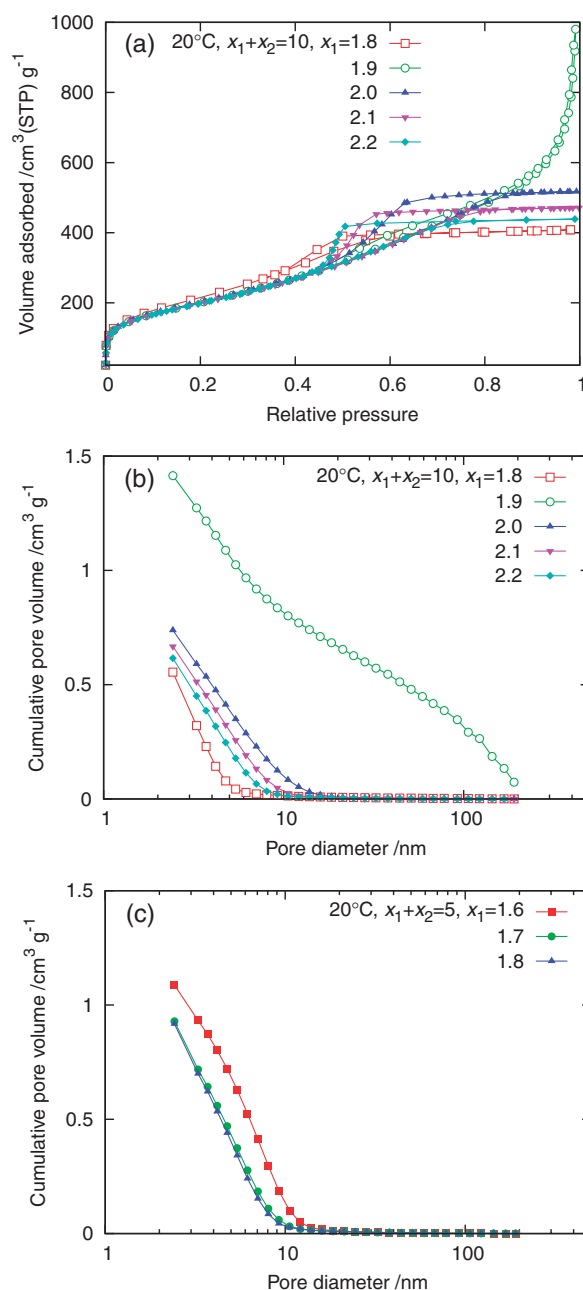 (a) 20°C, x₁+x₂=10, x₁=1.8
1.9
2.0
2.1
2.2
1000
800
600
400
200
Volume adsorbed /cm³(STP) g⁻¹
0 0.2 0.4 0.6 0.8 1
Relative pressure
(b) 20°C, x₁+x₂=10, x₁=1.8
1.9
2.0
2.1
2.2
1.5
1
0.5
0
Cumulative pore volume /cm³ g⁻¹
1 10 100
Pore diameter /nm
(c) 20°C, x₁+x₂=5, x₁=1.6
1.7
1.8
1.5
1
0.5
0
Cumulative pore volume /cm³ g⁻¹
1 10 100
Pore diameter /nm